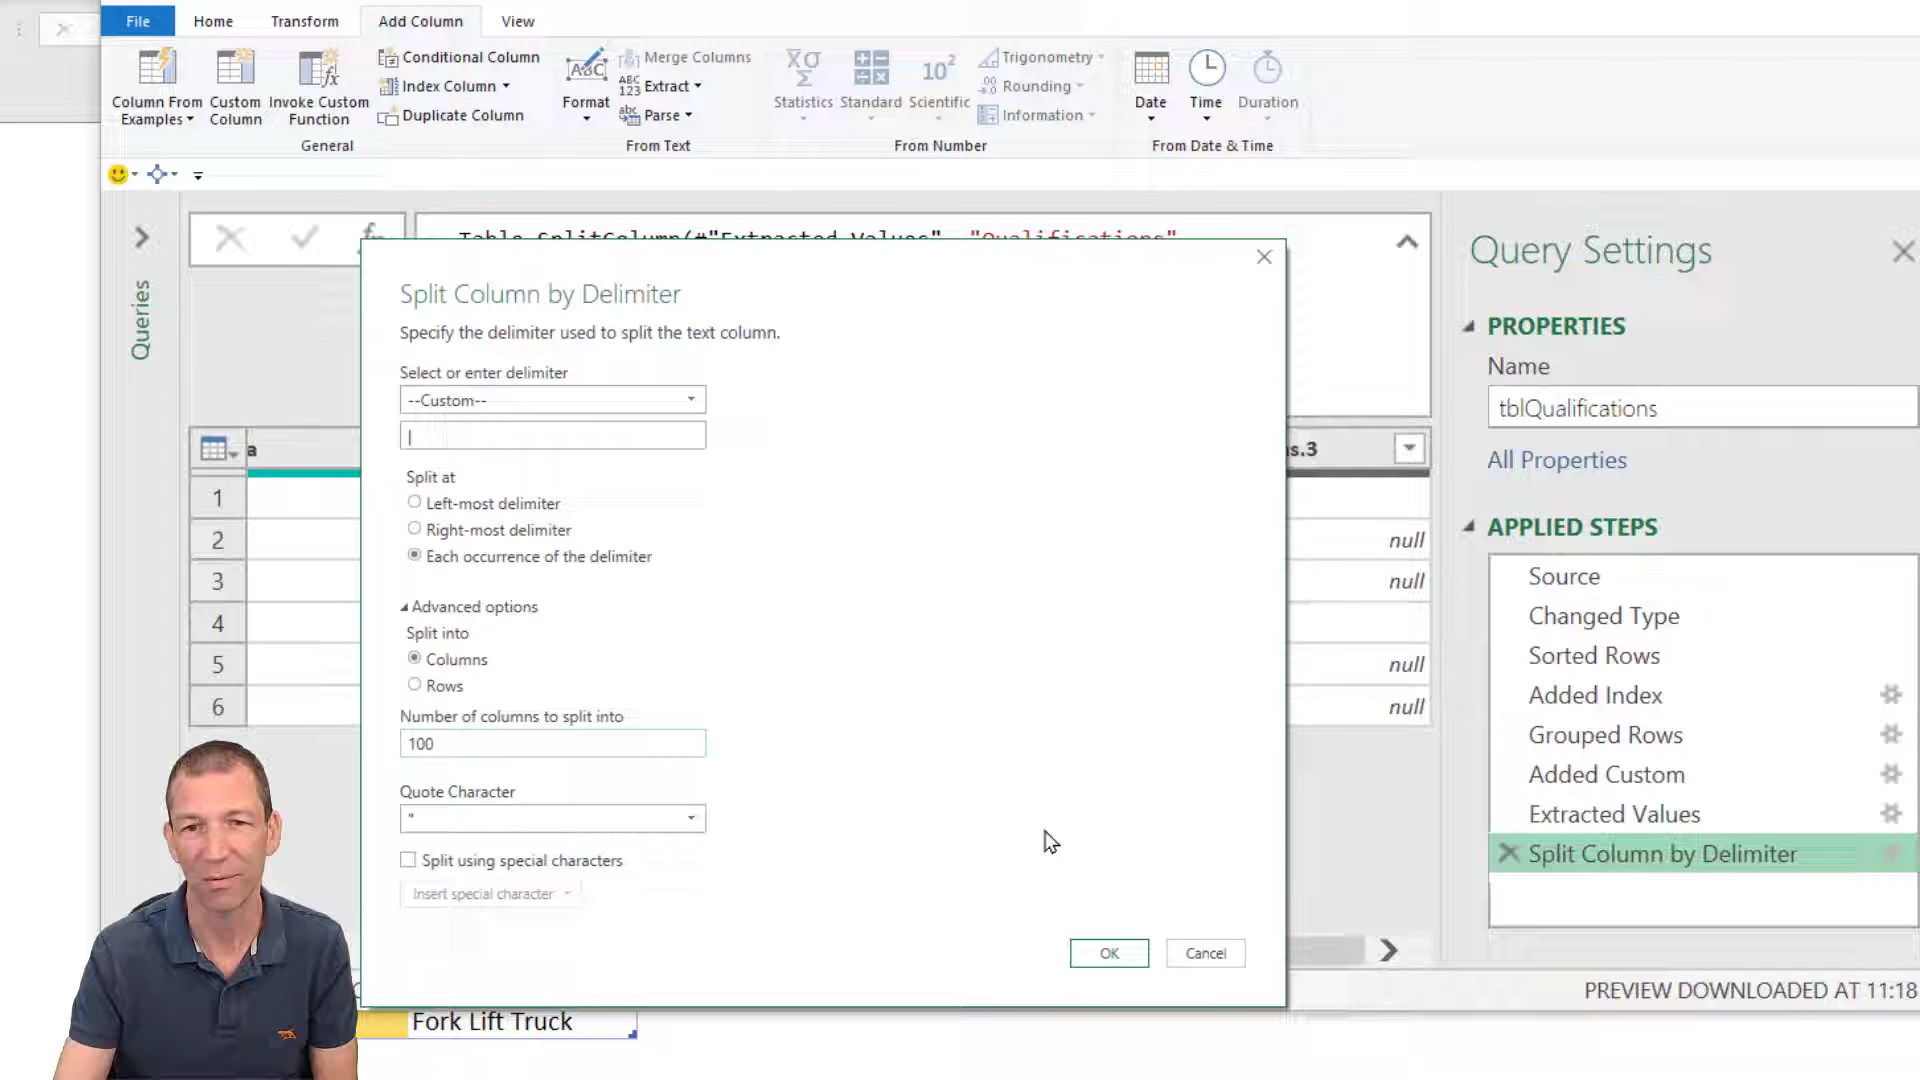 File
Home
Transform
Add Column
View
Column From Examples
Custom Column
Invoke Custom Function
Conditional Column
Index Column
Duplicate Column
General
Format
Merge Columns
Extract
Parse
From Text
Statistics
Standard
Scientific
Trigonometry
Rounding
Information
From Number
Date
Time
Duration
From Date & Time
Queries
Table.SplitColumn(#"Extracted Values", "Qualifications"
Split Column by Delimiter
Specify the delimiter used to split the text column.
Select or enter delimiter
--Custom--
|
Split at
Left-most delimiter
Right-most delimiter
Each occurrence of the delimiter
Advanced options
Split into
Columns
Rows
Number of columns to split into
100
Quote Character
"
Split using special characters
Insert special character
OK
Cancel
a
s.3
1
2
null
3
null
4
5
null
6
null
Query Settings
PROPERTIES
Name
tblQualifications
All Properties
APPLIED STEPS
Source
Changed Type
Sorted Rows
Added Index
Grouped Rows
Added Custom
Extracted Values
Split Column by Delimiter
PREVIEW DOWNLOADED AT 11:18
Fork Lift Truck